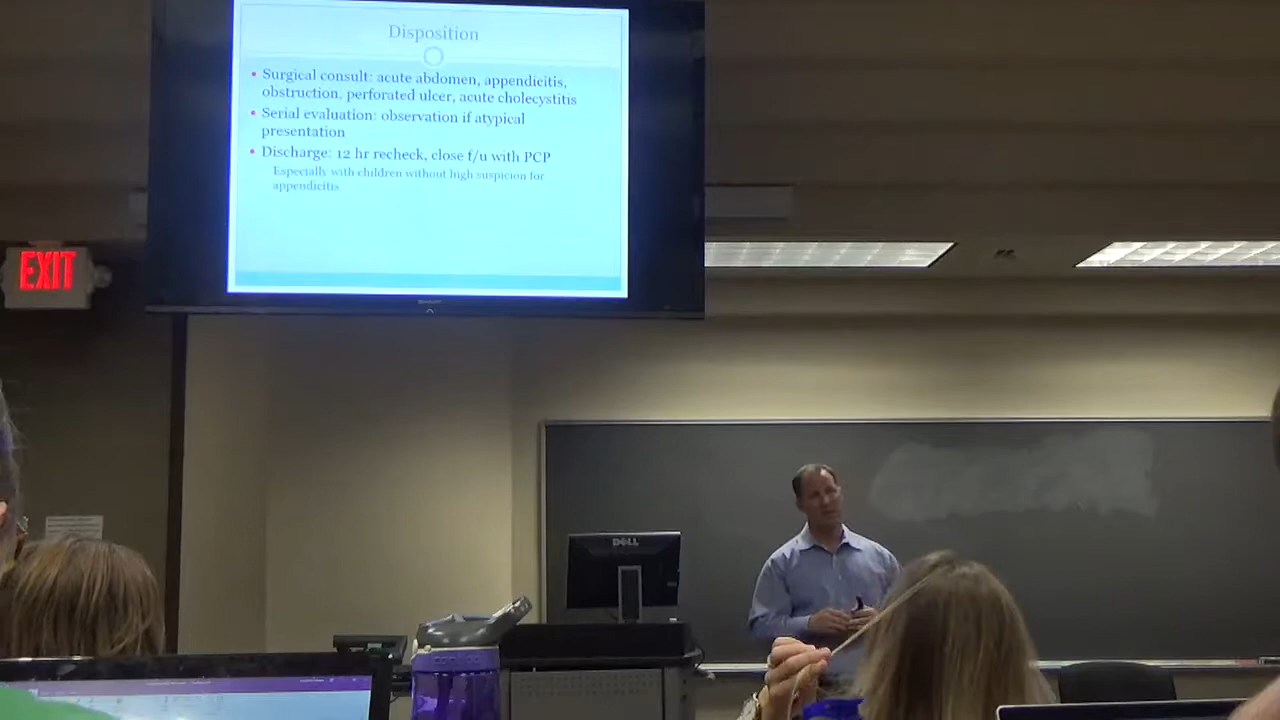 Disposition
• Surgical consult: acute abdomen, appendicitis,
obstruction, perforated ulcer, acute cholecystitis
• Serial evaluation: observation if atypical
presentation
• Discharge: 12 hr recheck, close f/u with PCP
Especially with children without high suspicion for
appendicitis
EXIT
DELL